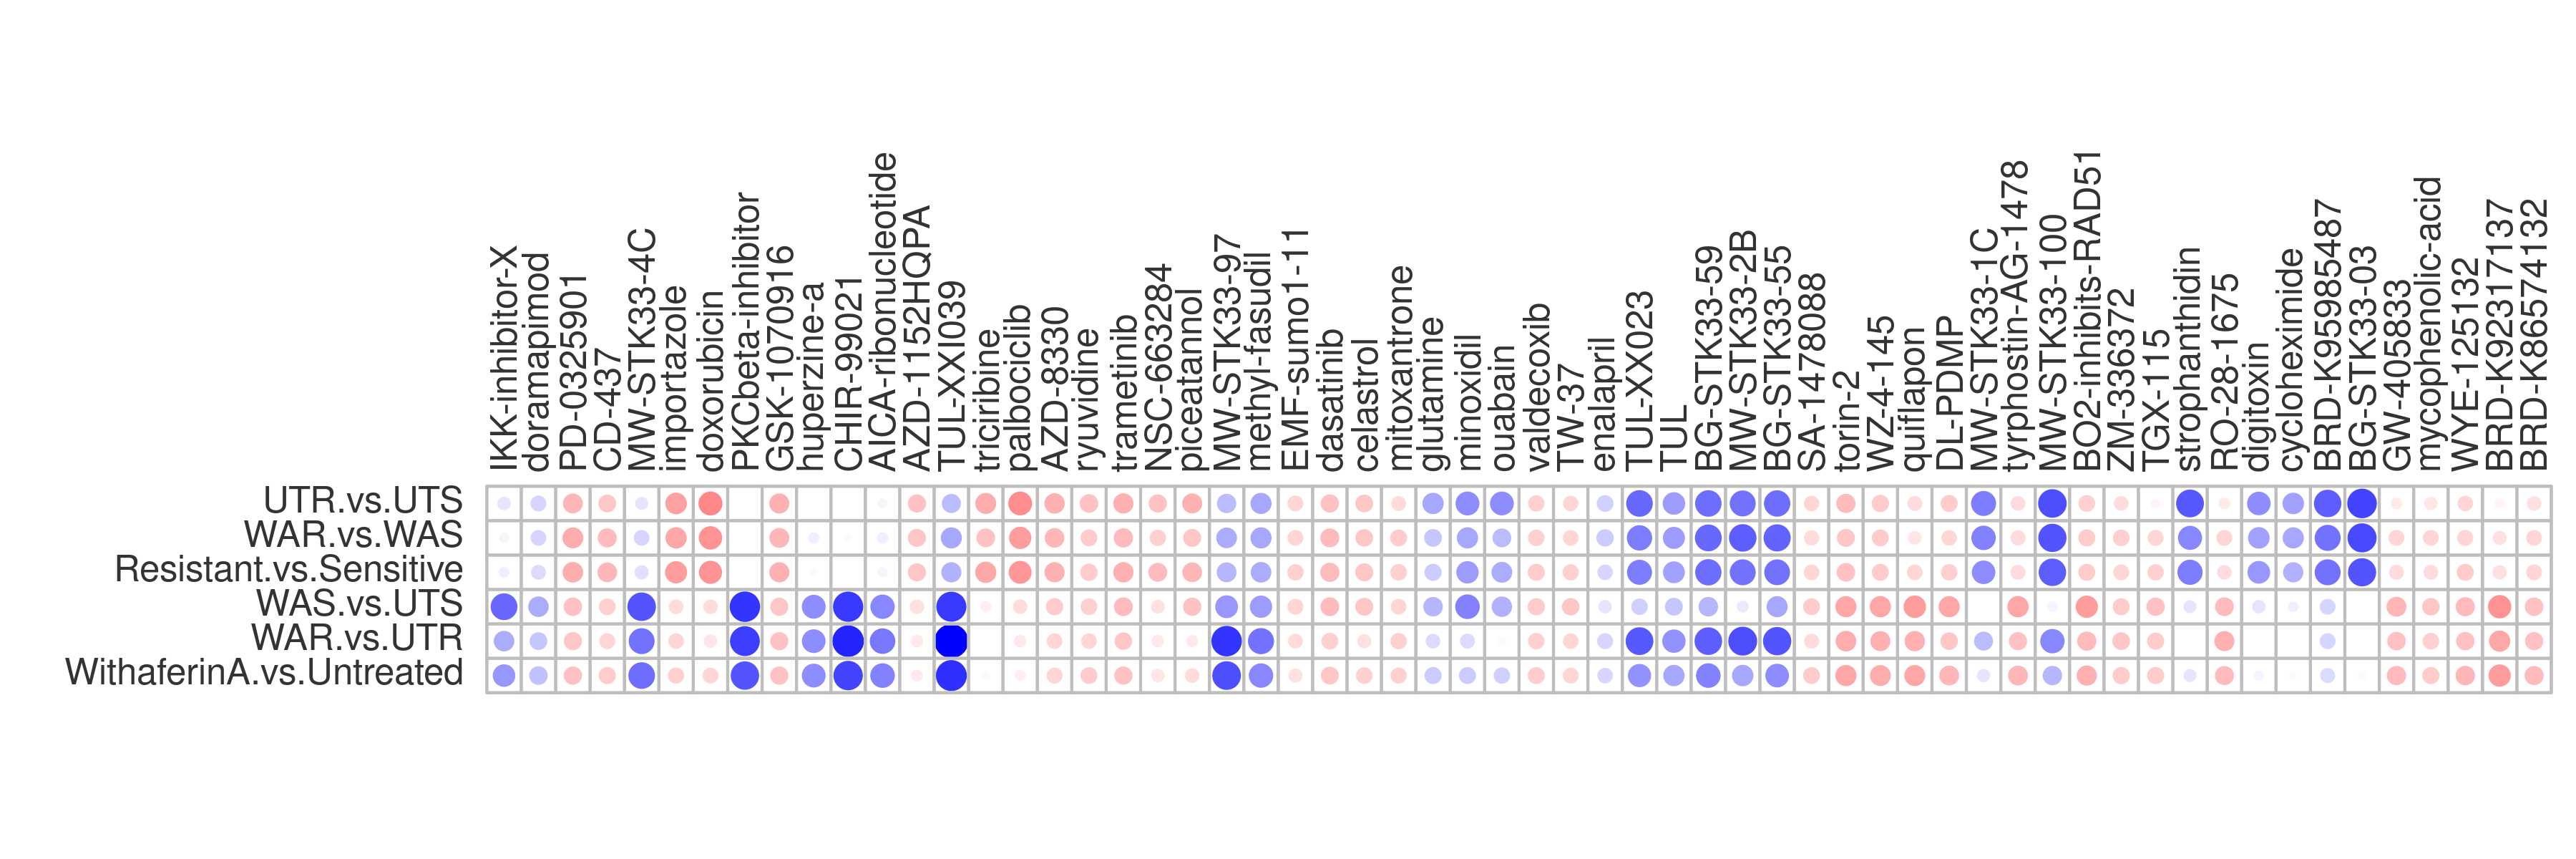 IKK-inhibitor-X
doramapimod
PD-0325901
CD-437
MW-STK33-4C
importazole
doxorubicin
PKCbeta-inhibitor
GSK-1070916
huperzine-a
CHIR-99021
AICA-ribonucleotide
AZD-1152HQPA
TUL-XXI039
triciribine
palbociclib
AZD-8330
ryuvidine
trametinib
NSC-663284
piceatannol
MW-STK33-97
methyl-fasudil
EMF-sumo1-11
dasatinib
celastrol
mitoxantrone
glutamine
minoxidil
ouabain
valdecoxib
TW-37
enalapril
TUL-XX023
TUL
BG-STK33-59
MW-STK33-2B
BG-STK33-55
SA-1478088
torin-2
WZ-4-145
quiflapon
DL-PDMP
MW-STK33-1C
tyrphostin-AG-1478
MW-STK33-100
BO2-inhibits-RAD51
ZM-336372
TGX-115
strophanthidin
RO-28-1675
digitoxin
cycloheximide
BRD-K95985487
BG-STK33-03
GW-405833
mycophenolic-acid
WYE-125132
BRD-K92317137
BRD-K86574132
UTR.vs.UTS
WAR.vs.WAS
Resistant.vs.Sensitive
WAS.vs.UTS
WAR.vs.UTR
WithaferinA.vs.Untreated